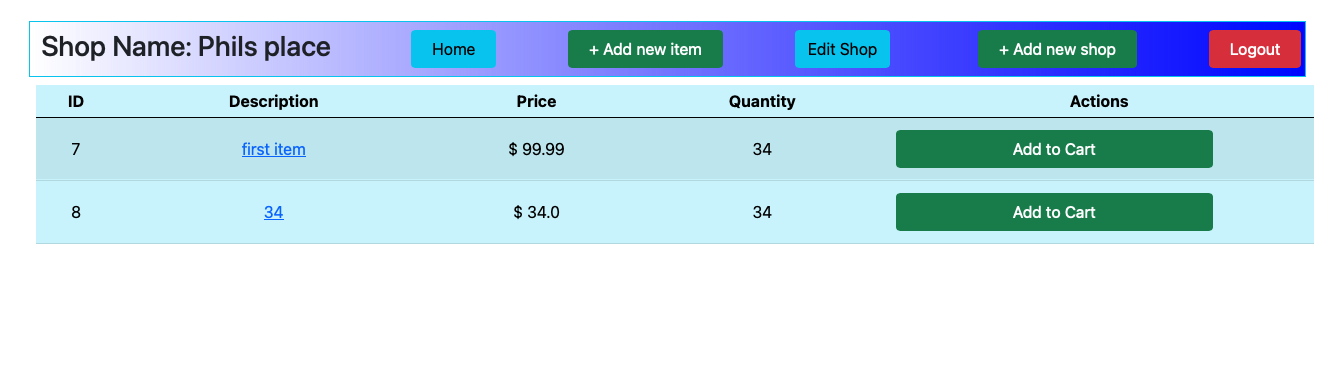 Shop Name: Phils place Home + Add new item Edit Shop + Add new shop Logout
ID Description Price Quantity Actions
7 first item $ 99.99 34 Add to Cart
8 34 $ 34.0 34 Add to Cart